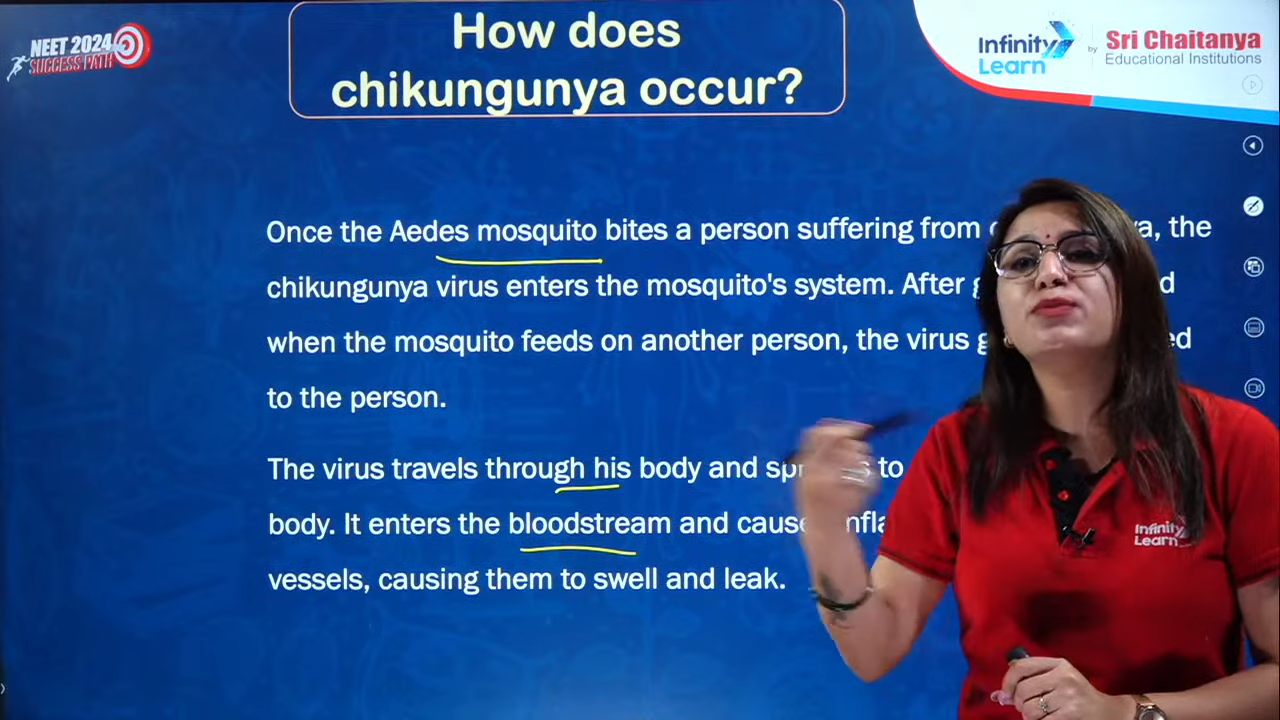 NEET 2024
SUCCESS PATH
How does
chikungunya occur?
Infinity
Learn
by
Sri Chaitanya
Educational Institutions
Once the Aedes mosquito bites a person suffering from the
chikungunya virus enters the mosquito's system. After
when the mosquito feeds on another person, the virus
to the person.
The virus travels through his body and to
body. It enters the bloodstream and
vessels, causing them to swell and leak.
Infinity
Learn